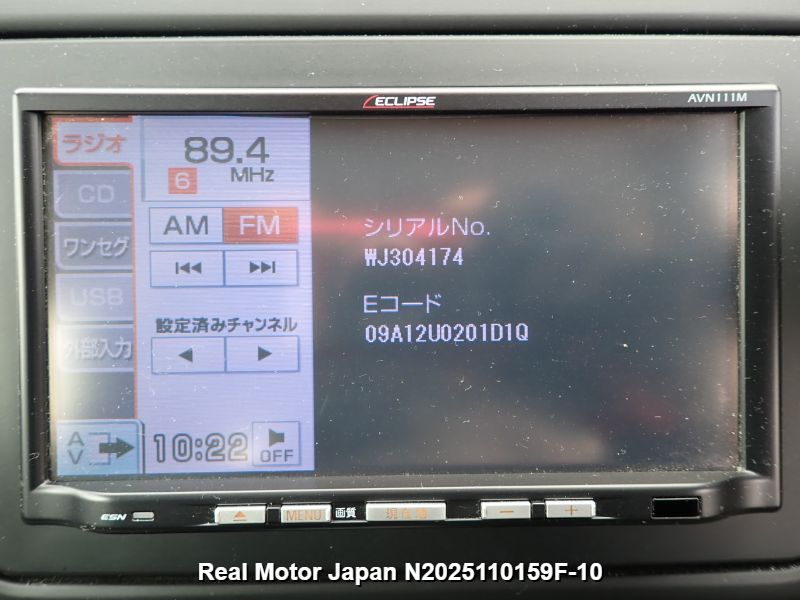 ECLIPSE
AVN111M
ラジオ
CD
ワンセグ
USB
外部入力
89.4
6
MHz
AM
FM
設定済みチャンネル
AV
10:22
OFF
シリアルNo.
WJ304174
Eコード
09A12U0201D1Q
ESN
MENU
画質
現在地
Real Motor Japan N2025110159F-10